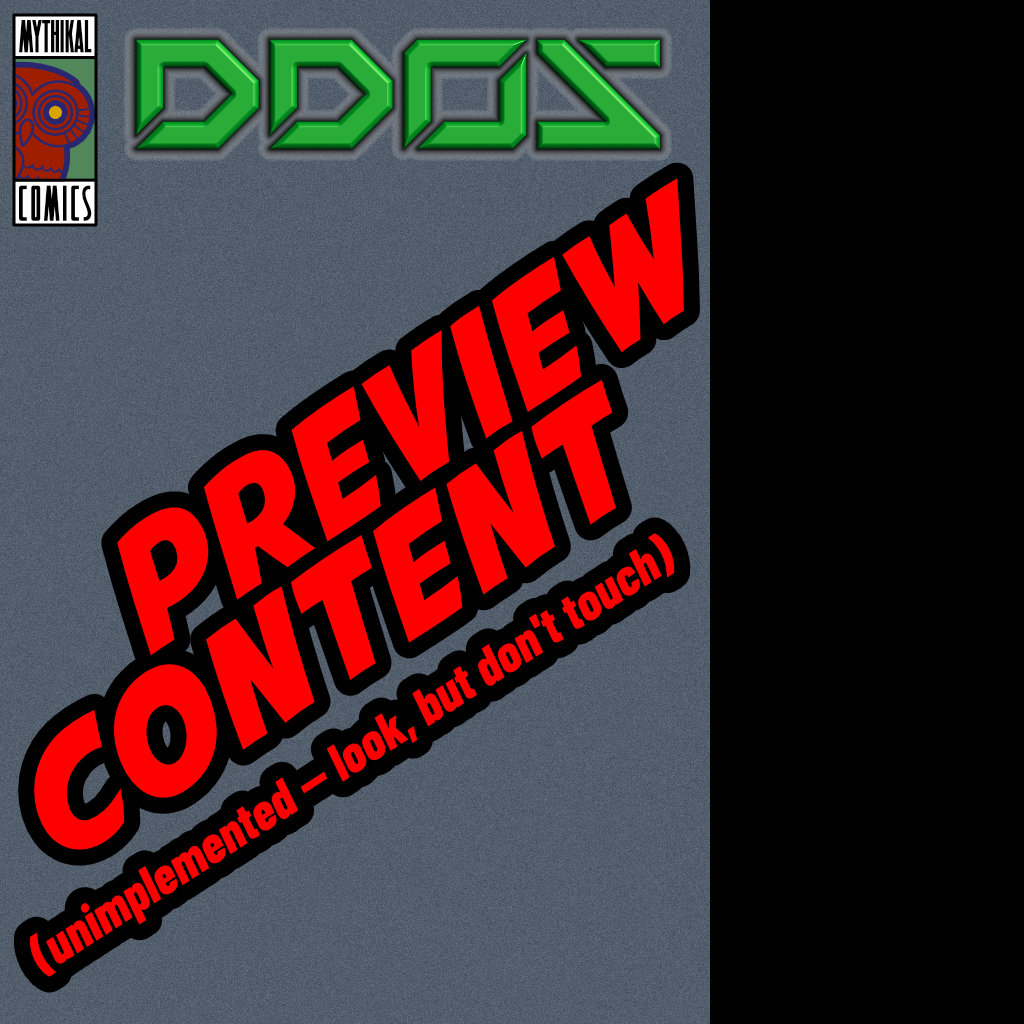 MYTHIKAL
COMICS
DDOS
PREVIEW
CONTENT
(unimplemented – look, but don't touch)